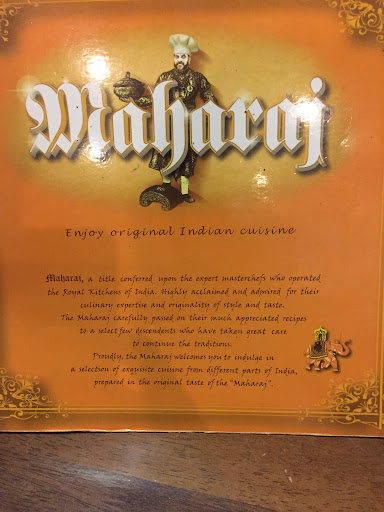 Maharaj
Enjoy original Indian cuisine
Maharaj, a title conferred upon the expert masterchefs who operated
the Royal Kitchens of India. Highly acclaimed and admired for their
culinary expertise and originality of style and taste.
The Maharaj carefully passed on their much appreciated recipes
to a select few descendents who have taken great care
to continue the traditions.
Proudly, the Maharaj welcomes you to indulge in
a selection of exquisite cuisine from different parts of India,
prepared in the original taste of the "Maharaj".